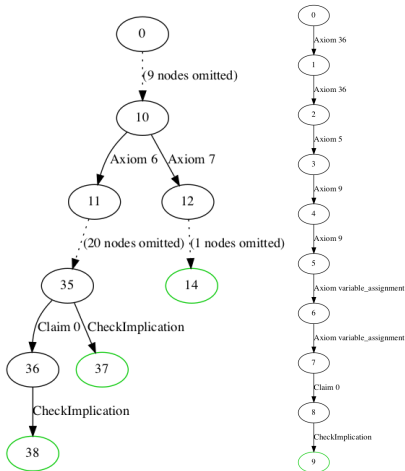 0
(9 nodes omitted)
10
Axiom 6 Axiom 7
11 12
(20 nodes omitted) (1 nodes omitted)
35 14
Claim 0 CheckImplication
36 37
CheckImplication
38
0
Axiom 36
1
Axiom 36
2
Axiom 5
3
Axiom 9
4
Axiom 9
5
Axiom variable_assignment
6
Axiom variable_assignment
7
Claim 0
8
CheckImplication
9